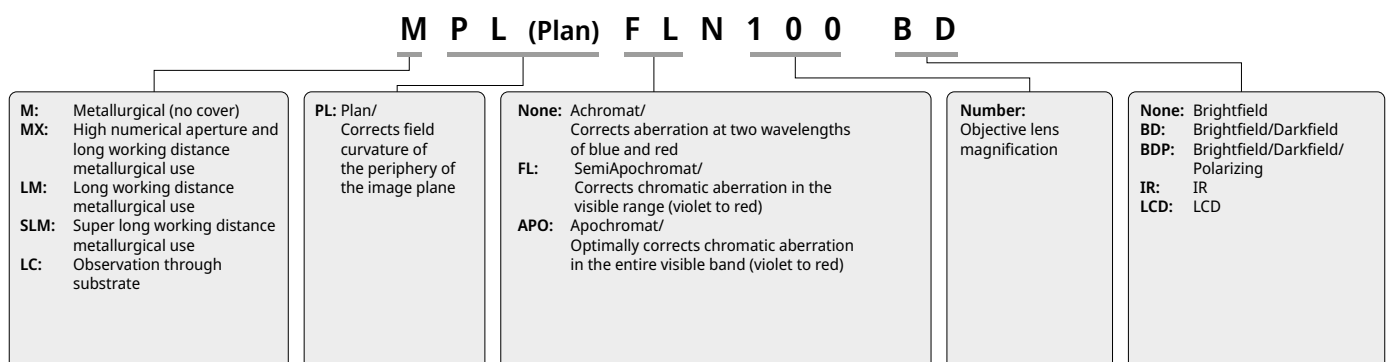 M PL (Plan) FL N 100 BD
M: Metallurgical (no cover)
MX: High numerical aperture and
long working distance
metallurgical use
LM: Long working distance
metallurgical use
SLM: Super long working distance
metallurgical use
LC: Observation through
substrate
PL: Plan/
Corrects field
curvature of
the periphery of
the image plane
None: Achromat/
Corrects aberration at two wavelengths
of blue and red
FL: SemiApochromat/
Corrects chromatic aberration in the
visible range (violet to red)
APO: Apochromat/
Optimally corrects chromatic aberration
in the entire visible band (violet to red)
Number:
Objective lens
magnification
None: Brightfield
BD: Brightfield/Darkfield
BDP: Brightfield/Darkfield/
Polarizing
IR: IR
LCD: LCD